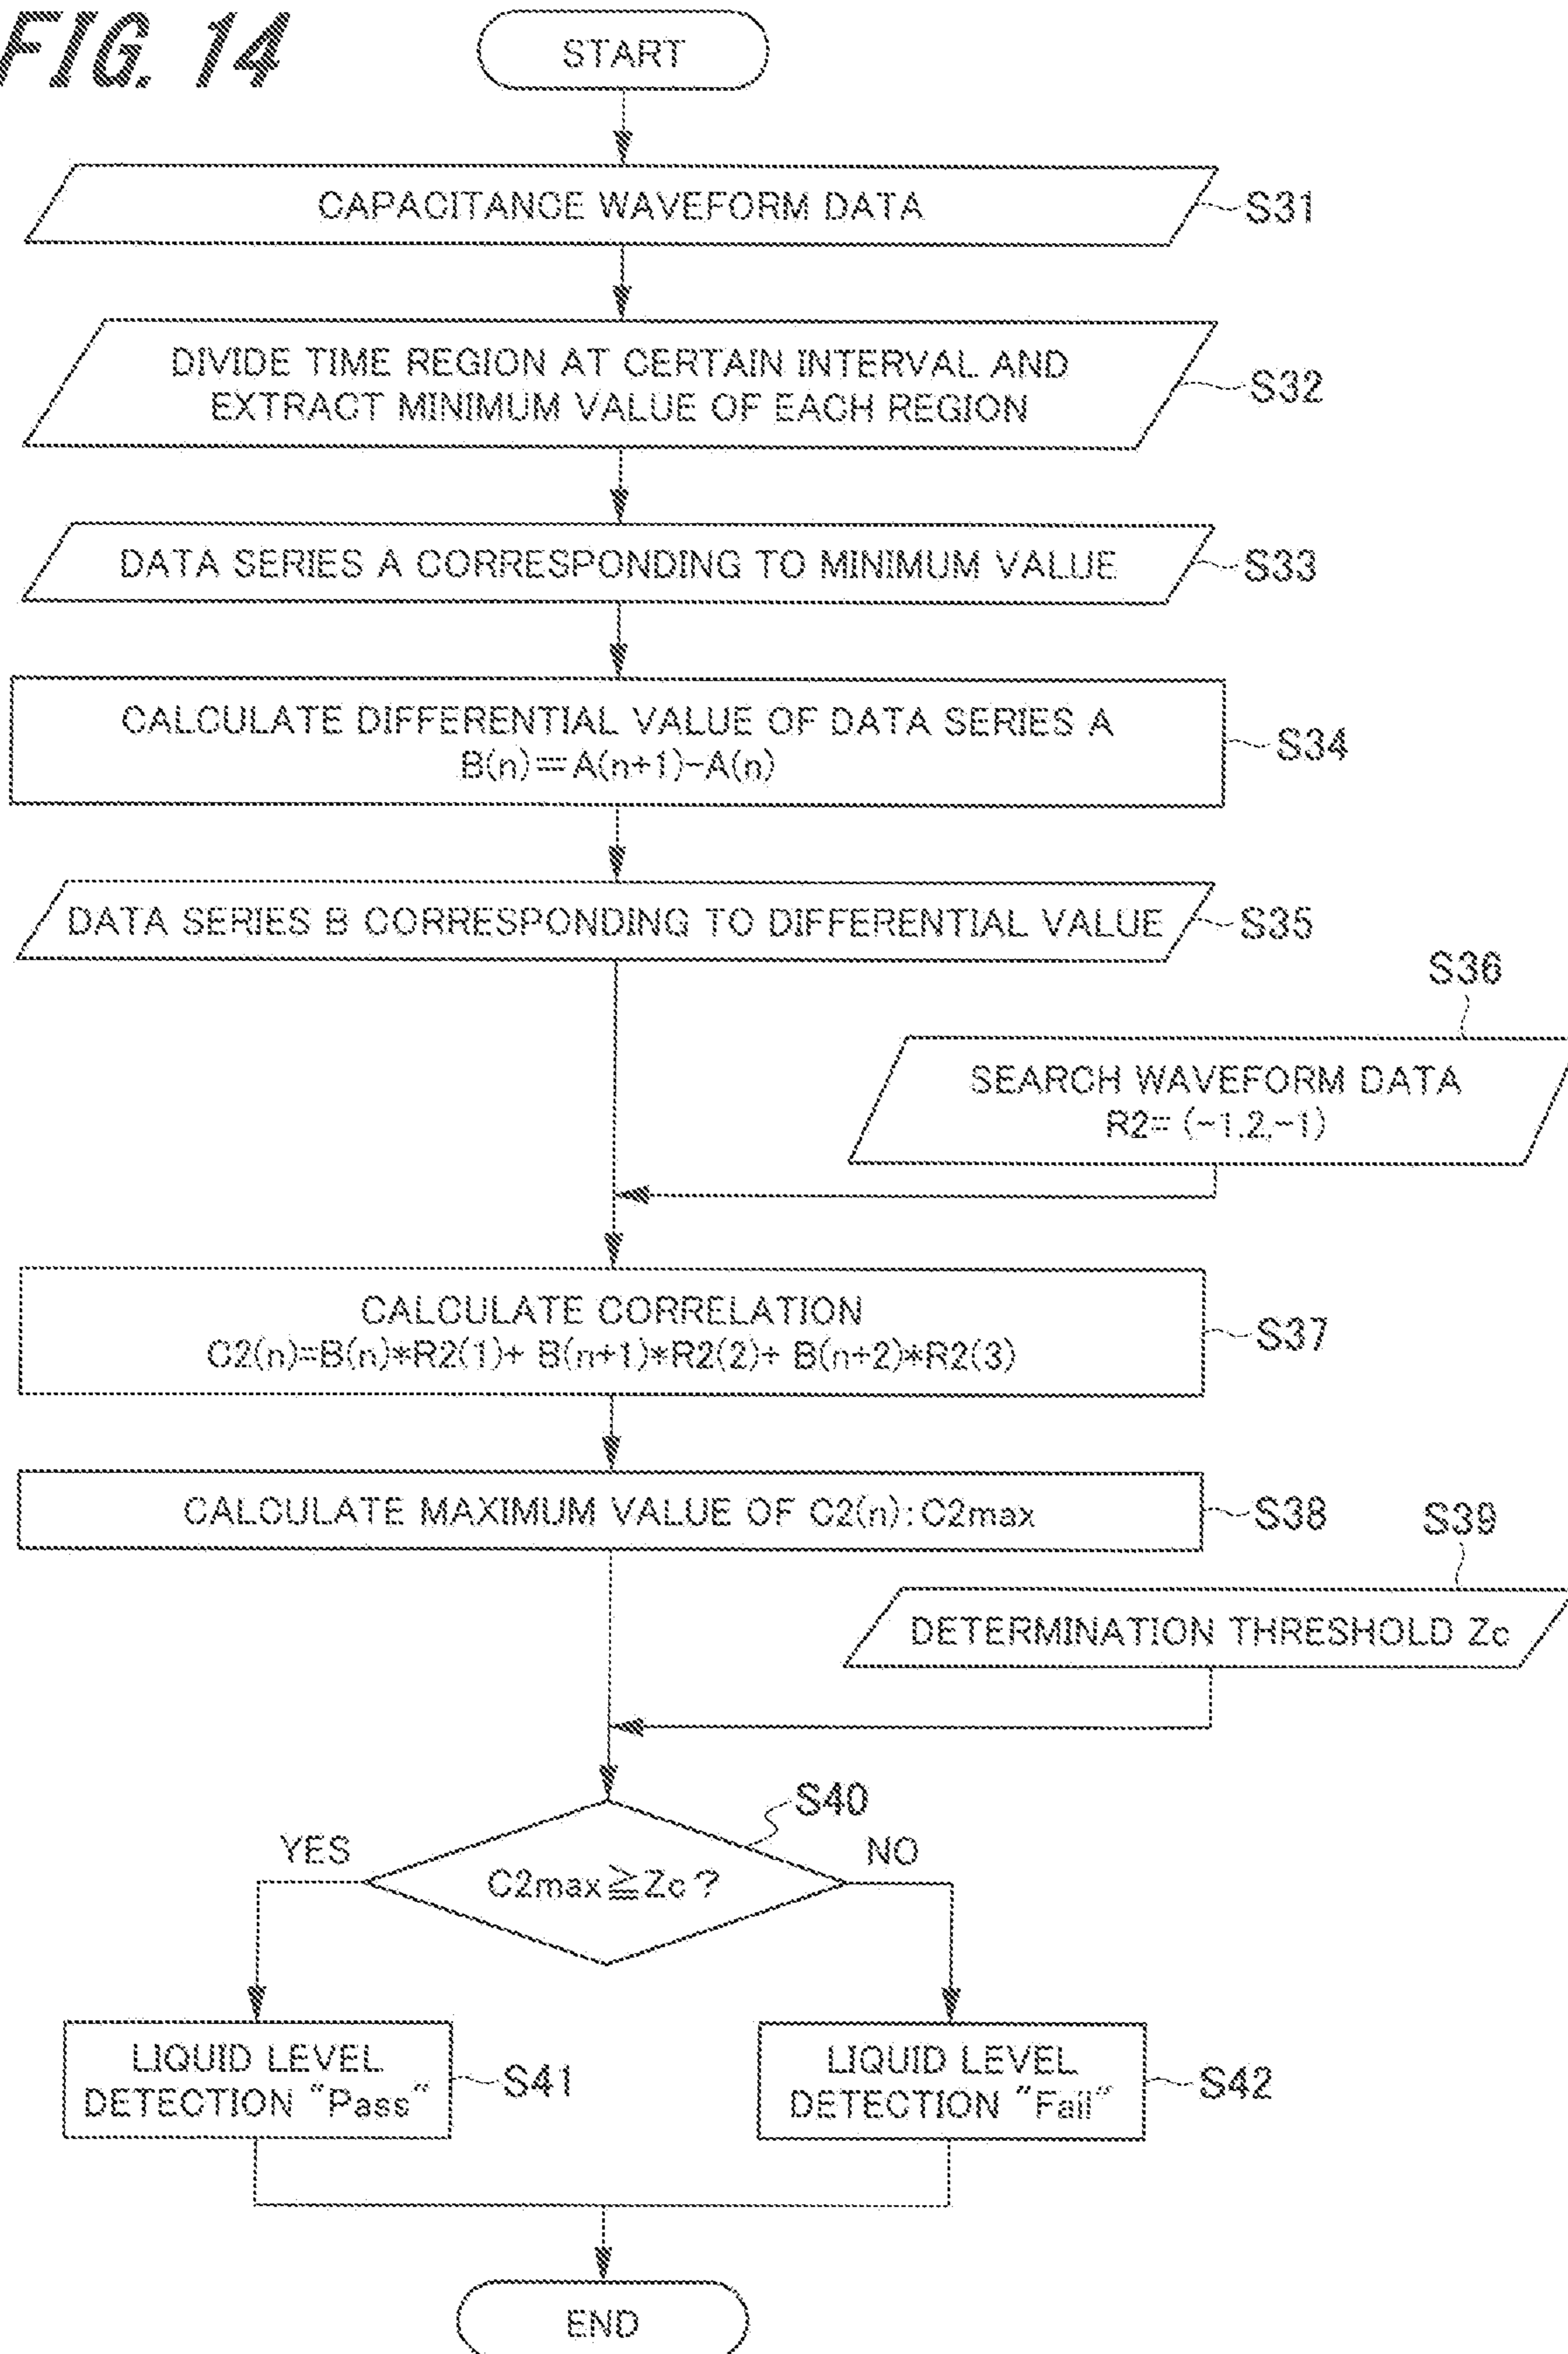 FIG. 14
START
CAPACITANCE WAVEFORM DATA
S31
DIVIDE TIME REGION AT CERTAIN INTERVAL AND
EXTRACT MINIMUM VALUE OF EACH REGION
S32
DATA SERIES A CORRESPONDING TO MINIMUM VALUE
S33
CALCULATE DIFFERENTIAL VALUE OF DATA SERIES A
B(n)=A(n+1)-A(n)
S34
DATA SERIES B CORRESPONDING TO DIFFERENTIAL VALUE
S35
S36
SEARCH WAVEFORM DATA
R2= (-1,2,-1)
CALCULATE CORRELATION
C2(n)=B(n)*R2(1)+ B(n+1)*R2(2)+ B(n+2)*R2(3)
S37
CALCULATE MAXIMUM VALUE OF C2(n):C2max
S38
S39
DETERMINATION THRESHOLD Zc
S40
YES
NO
C2max≧Zc?
LIQUID LEVEL
DETECTION "Pass"
S41
LIQUID LEVEL
DETECTION "Fail"
S42
END